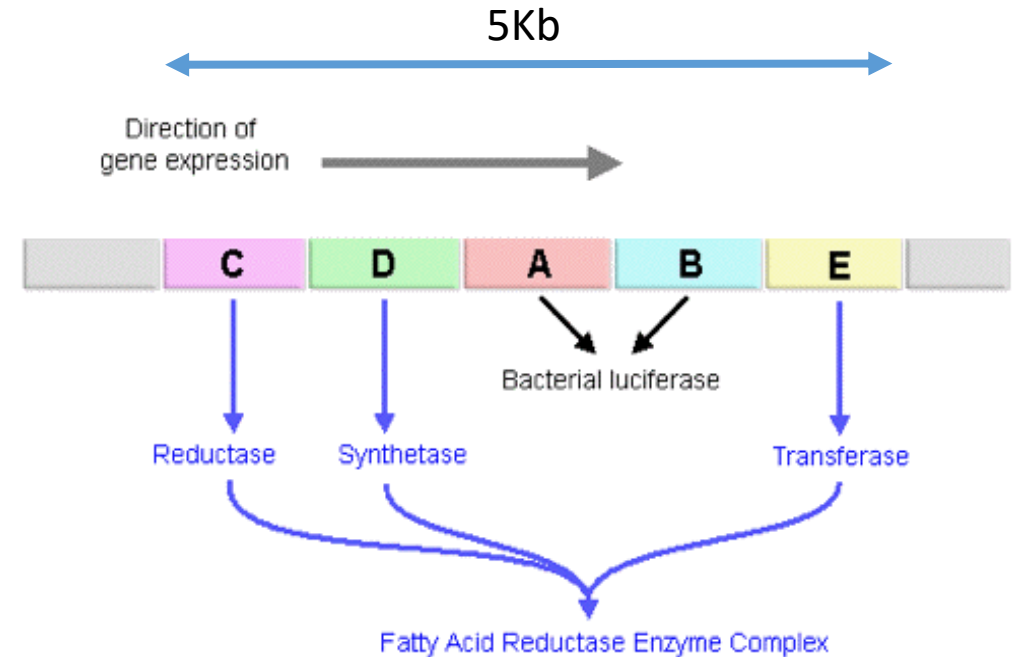 5Kb
Direction of
gene expression
C D A B E
Bacterial luciferase
Reductase Synthetase Transferase
Fatty Acid Reductase Enzyme Complex